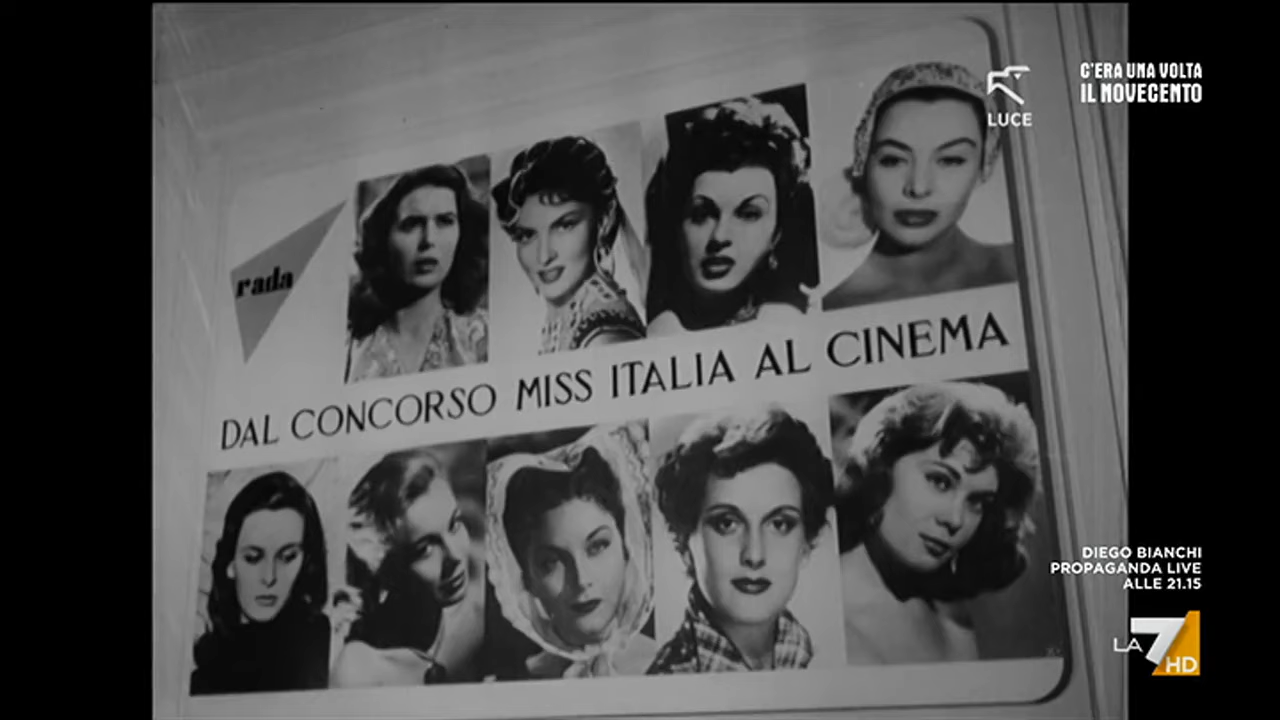 C'ERA UNA VOLTA
IL NOVECENTO
LUCE
rada
DAL CONCORSO MISS ITALIA AL CINEMA
DIEGO BIANCHI
PROPAGANDA LIVE
ALLE 21.15
LA7
HD